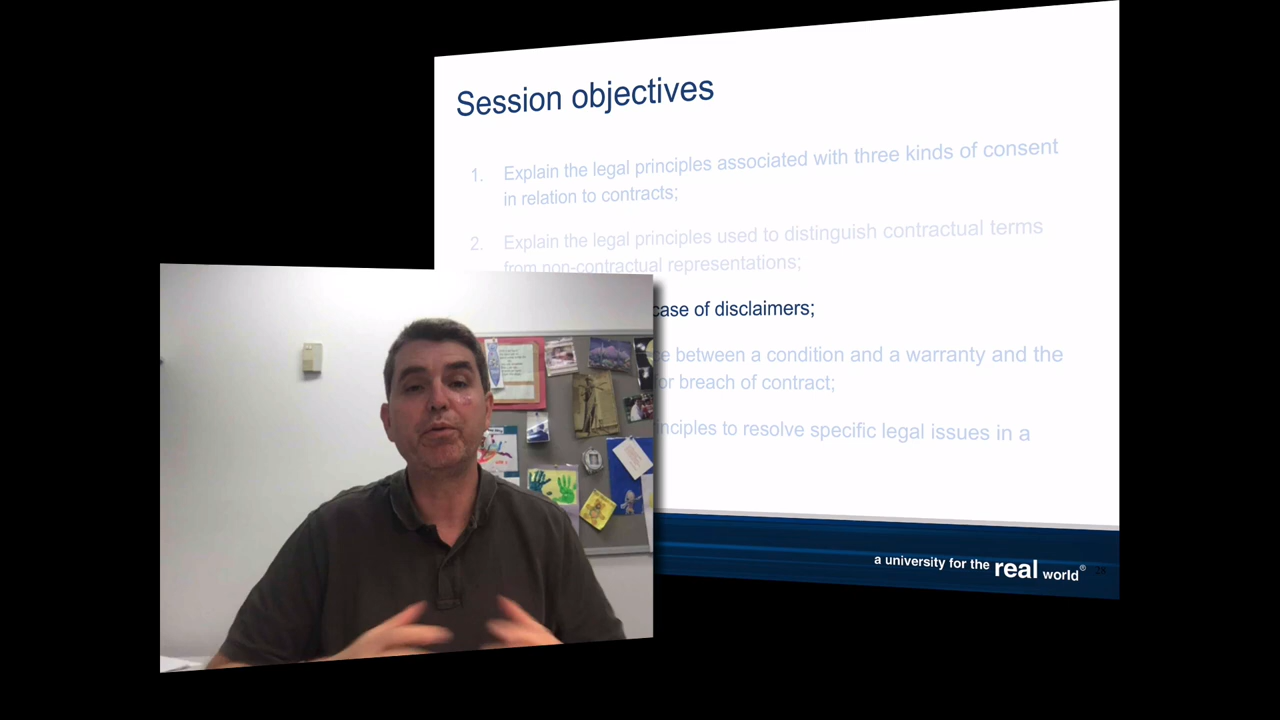 Session objectives
1. Explain the legal principles associated with three kinds of consent
in relation to contracts;
2. Explain the legal principles used to distinguish contractual terms
from non-contractual representations;
case of disclaimers;
between a condition and a warranty and the
breach of contract;
to resolve specific legal issues in a
a university for the real world®